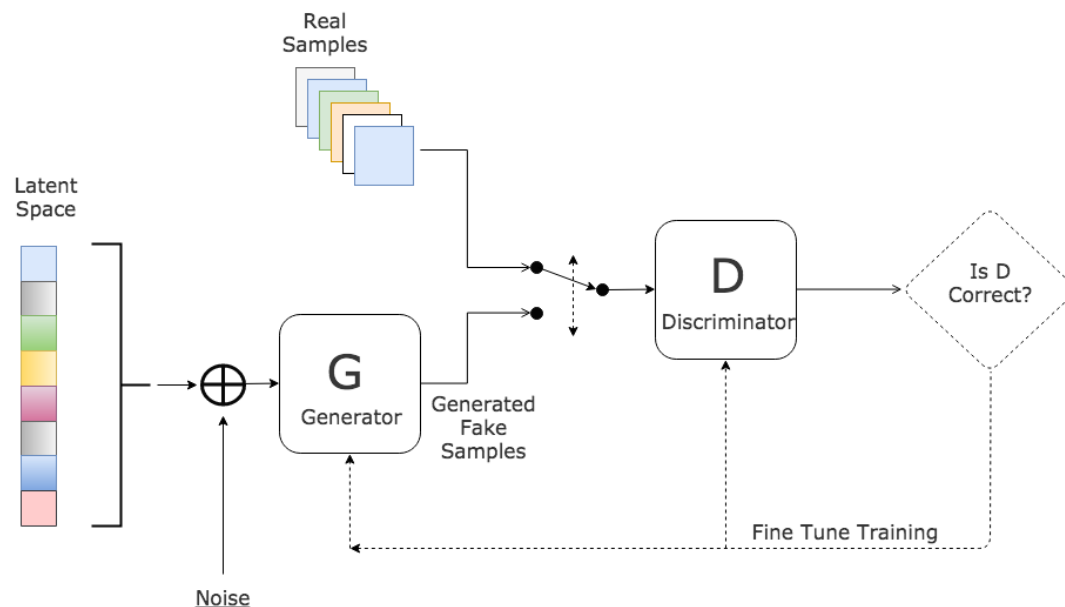 Real
Samples
Latent
Space
Is D
Correct?
D
Discriminator
G
Generator
Generated
Fake
Samples
Fine Tune Training
Noise